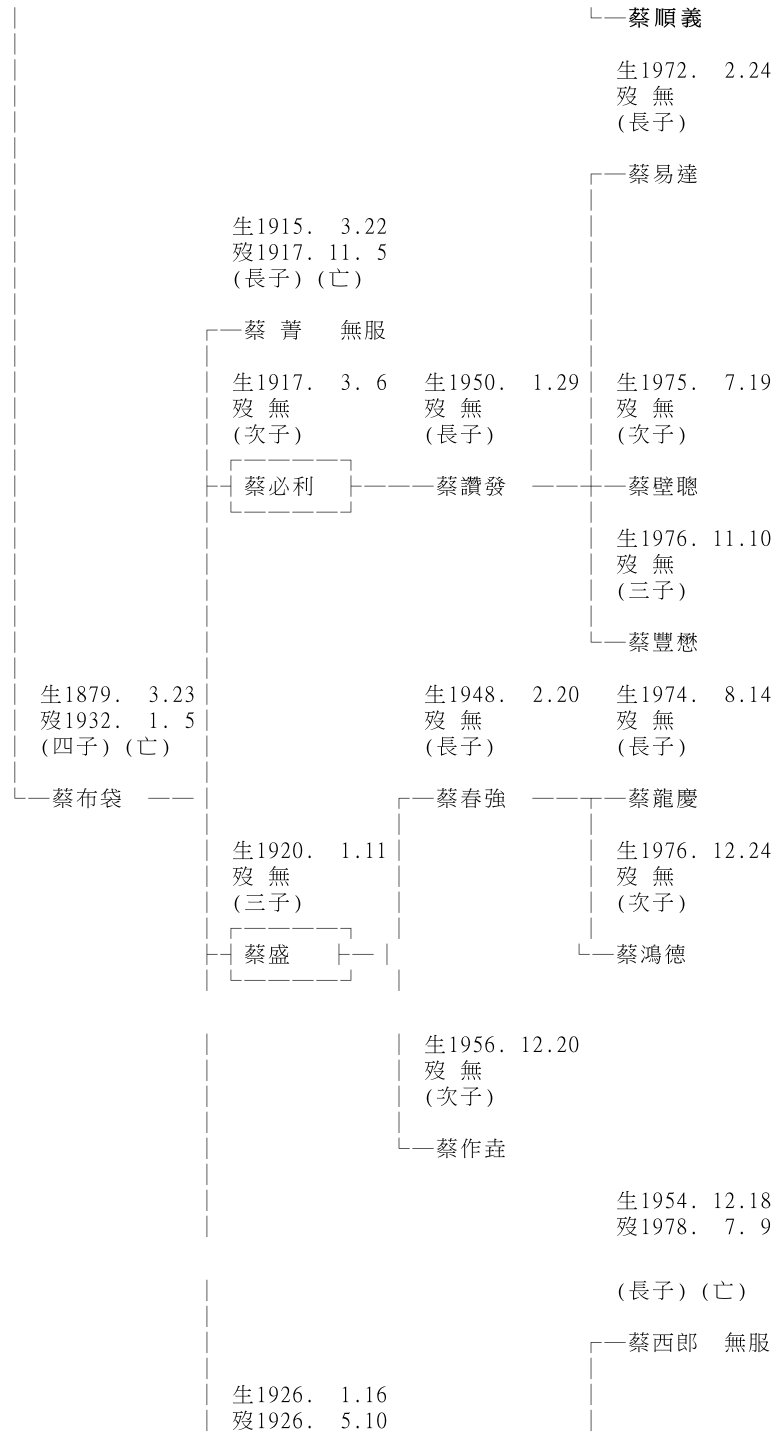 蔡順義
生1972. 2.24
歿 無
(長子)
蔡易達
生1915. 3.22
歿1917. 11. 5
(長子)(亡)
蔡 菁 無服
生1917. 3. 6 生1950. 1.29 生1975. 7.19
歿 無 歿 無 歿 無
(次子) (長子) (次子)
蔡必利 蔡讚發 蔡壁聰
生1976. 11.10
歿 無
(三子)
蔡豐懋
生1879. 3.23 生1948. 2.20 生1974. 8.14
歿1932. 1. 5 歿 無 歿 無
(四子)(亡) (長子) (長子)
蔡布袋 蔡春強 蔡龍慶
生1920. 1.11 生1976. 12.24
歿 無 歿 無
(三子) (次子)
蔡盛 蔡鴻德
生1956. 12.20
歿 無
(次子)
蔡作垚
生1954. 12.18
歿1978. 7. 9
(長子)(亡)
蔡西郎 無服
生1926. 1.16
歿1926. 5.10